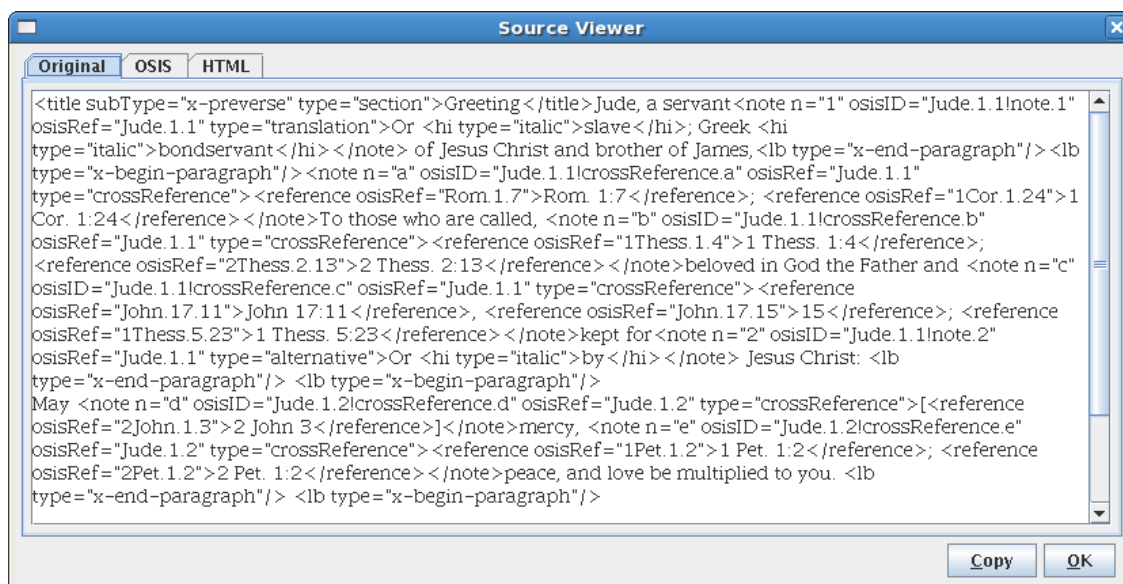 Source Viewer
Original OSIS HTML
<title subType="x-preverse" type="section">Greeting</title>Jude, a servant<note n="1" osisID="Jude.1.1!note.1"
osisRef="Jude.1.1" type="translation">Or <hi type="italic">slave</hi>; Greek <hi
type="italic">bondservant</hi></note> of Jesus Christ and brother of James,<lb type="x-end-paragraph"/><lb
type="x-begin-paragraph"/><note n="a" osisID="Jude.1.1!crossReference.a" osisRef="Jude.1.1"
type="crossReference"><reference osisRef="Rom.1.7">Rom. 1:7</reference>; <reference osisRef="1Cor.1.24">1
Cor. 1:24</reference></note>To those who are called, <note n="b" osisID="Jude.1.1!crossReference.b"
osisRef="Jude.1.1" type="crossReference"><reference osisRef="1Thess.1.4">1 Thess. 1:4</reference>;
<reference osisRef="2Thess.2.13">2 Thess. 2:13</reference></note>beloved in God the Father and <note n="c"
osisID="Jude.1.1!crossReference.c" osisRef="Jude.1.1" type="crossReference"><reference
osisRef="John.17.11">John 17:11</reference>, <reference osisRef="John.17.15">15</reference>; <reference
osisRef="1Thess.5.23">1 Thess. 5:23</reference></note>kept for<note n="2" osisID="Jude.1.1!note.2"
osisRef="Jude.1.1" type="alternative">Or <hi type="italic">by</hi></note> Jesus Christ: <lb
type="x-end-paragraph"/> <lb type="x-begin-paragraph"/>
May <note n="d" osisID="Jude.1.2!crossReference.d" osisRef="Jude.1.2" type="crossReference">[<reference
osisRef="2John.1.3">2 John 3</reference>]</note>mercy, <note n="e" osisID="Jude.1.2!crossReference.e"
osisRef="Jude.1.2" type="crossReference"><reference osisRef="1Pet.1.2">1 Pet. 1:2</reference>; <reference
osisRef="2Pet.1.2">2 Pet. 1:2</reference></note>peace, and love be multiplied to you. <lb
type="x-end-paragraph"/> <lb type="x-begin-paragraph"/>
Copy OK